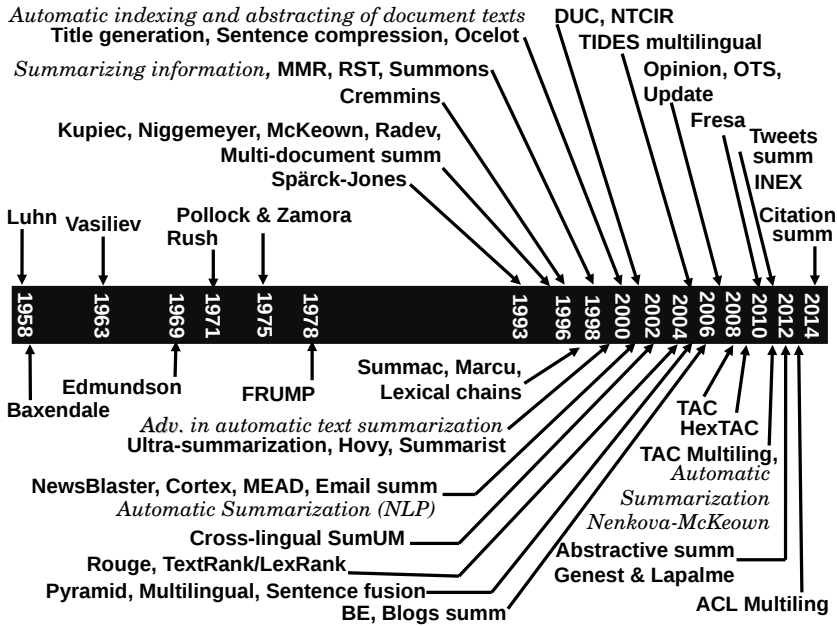 Automatic indexing and abstracting of document texts
Title generation, Sentence compression, Ocelot
DUC, NTCIR
TIDES multilingual
Summarizing information, MMR, RST, Summons
Opinion, OTS,
Update
Cremmins
Fresa
Kupiec, Niggemeyer, McKeown, Radev,
Multi-document summ
Tweets
summ
INEX
Spärck-Jones
Luhn
Vasiliev
Pollock & Zamora
Rush
Citation
summ
1958
1963
1969
1971
1975
1978
1993
1996
1998
2000
2002
2004
2006
2008
2010
2012
2014
Baxendale
Edmundson
FRUMP
Summac, Marcu,
Lexical chains
Adv. in automatic text summarization
Ultra-summarization, Hovy, Summarist
TAC
HexTAC
TAC Multiling,
Automatic
Summarization
Nenkova-McKeown
NewsBlaster, Cortex, MEAD, Email summ
Automatic Summarization (NLP)
Cross-lingual SumUM
Rouge, TextRank/LexRank
Pyramid, Multilingual, Sentence fusion
BE, Blogs summ
Abstractive summ
Genest & Lapalme
ACL Multiling